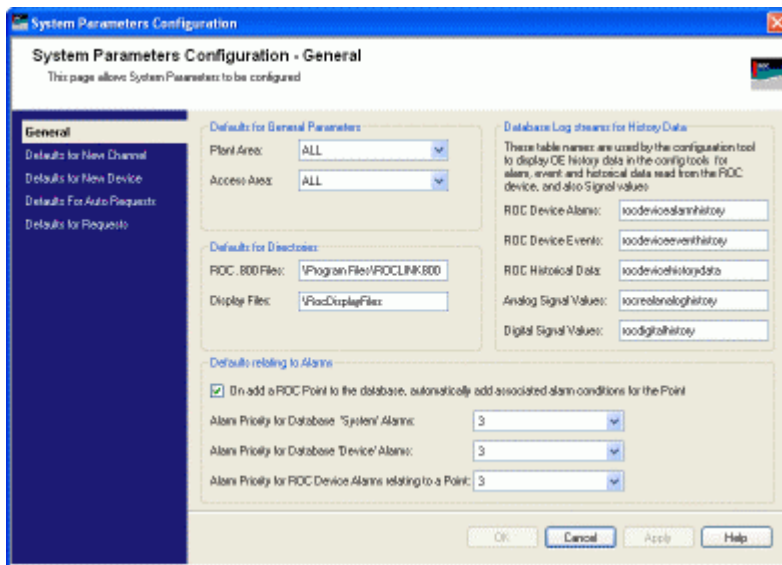 System Parameters Configuration
System Parameters Configuration - General
This page allows System Parameters to be configured
ROC
General
Defaults for New Channel
Defaults for New Device
Defaults For Auto Requests
Defaults for Requests
Defaults for General Parameters
Plant Area: ALL
Access Area: ALL
Defaults for Directories
ROC .800 Files: \Program Files\ROCLINK800
Display Files: \RocDisplayFiles
Database Log streams for History Data
These table names are used by the configuration tool
to display OE history data in the config tools for
alarm, event and historical data read from the ROC
device, and also Signal values
ROC Device Alarms: rocdevicealarmhistory
ROC Device Events: rocdeviceeventhistory
ROC Historical Data: rocdevicehistorydata
Analog Signal Values: rocrealanaloghistory
Digital Signal Values: rocdigitalhistory
Defaults relating to Alarms
On add a ROC Point to the database, automatically add associated alarm conditions for the Point
Alarm Priority for Database 'System' Alarms: 3
Alarm Priority for Database 'Device' Alarms: 3
Alarm Priority for ROC Device Alarms relating to a Point: 3
OK Cancel Apply Help